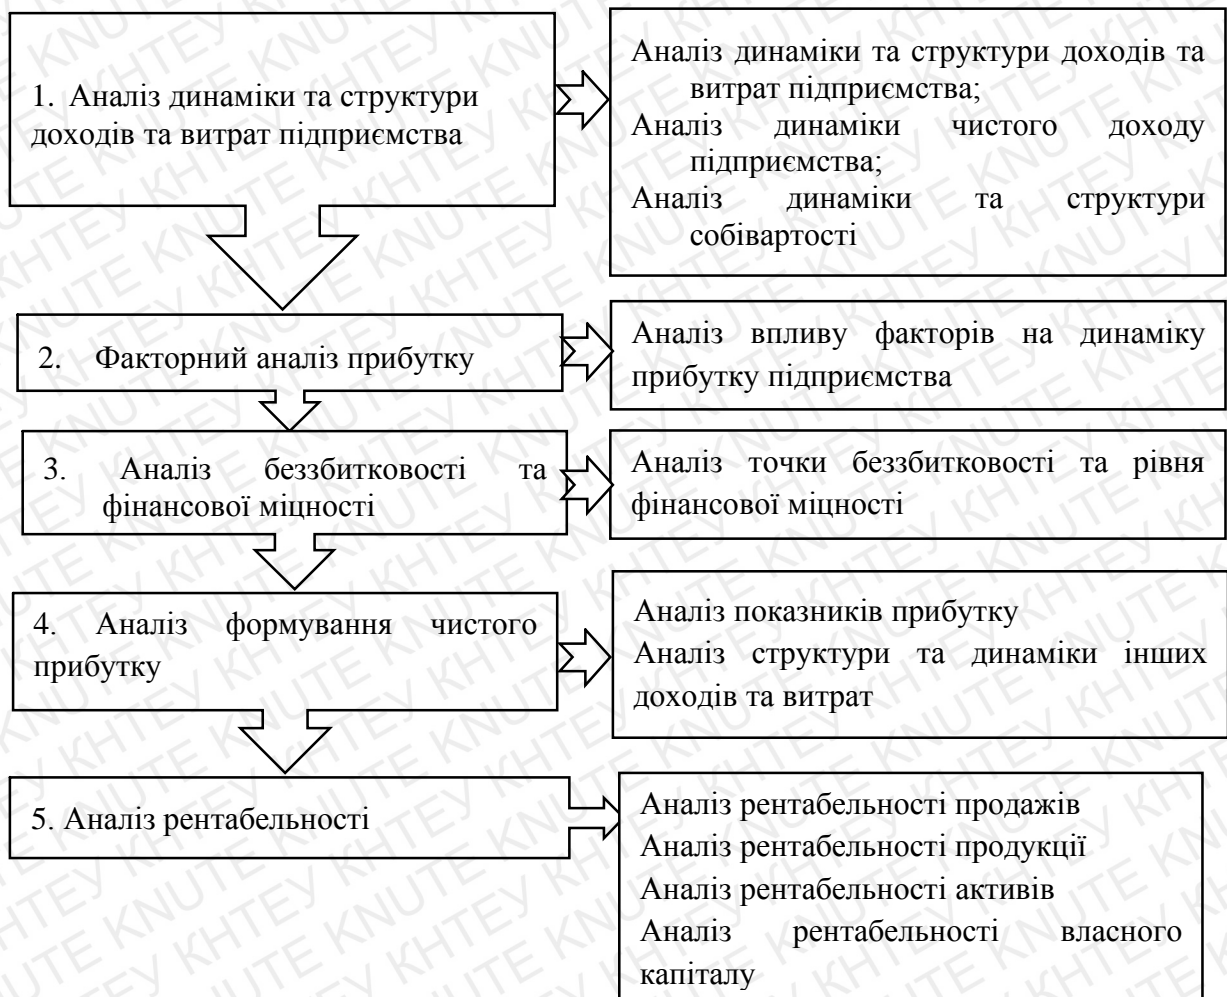 1. Аналіз динаміки та структури
доходів та витрат підприємства
Аналіз динаміки та структури доходів та
витрат підприємства;
Аналіз динаміки чистого доходу
підприємства;
Аналіз динаміки та структури
собівартості
2. Факторний аналіз прибутку
Аналіз впливу факторів на динаміку
прибутку підприємства
3. Аналіз беззбитковості та
фінансової міцності
Аналіз точки беззбитковості та рівня
фінансової міцності
4. Аналіз формування чистого
прибутку
Аналіз показників прибутку
Аналіз структури та динаміки інших
доходів та витрат
5. Аналіз рентабельності
Аналіз рентабельності продажів
Аналіз рентабельності продукції
Аналіз рентабельності активів
Аналіз рентабельності власного
капіталу